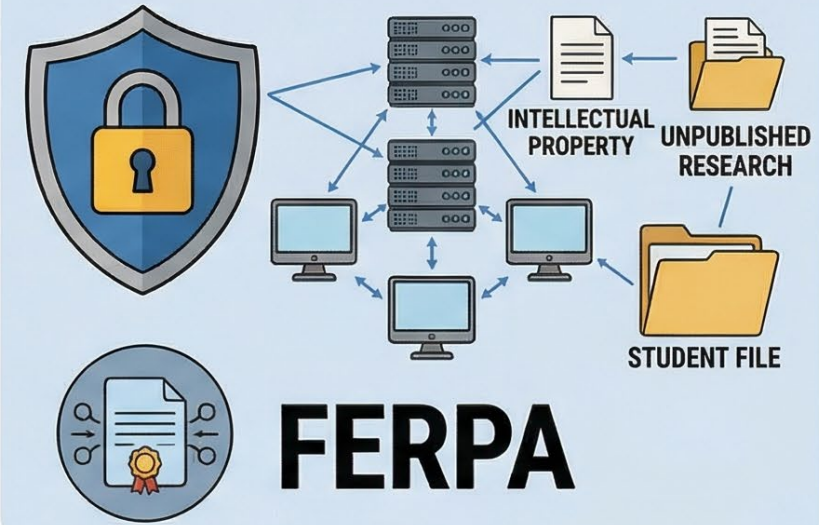 INTELLECTUAL
PROPERTY
UNPUBLISHED
RESEARCH
STUDENT FILE
FERPA